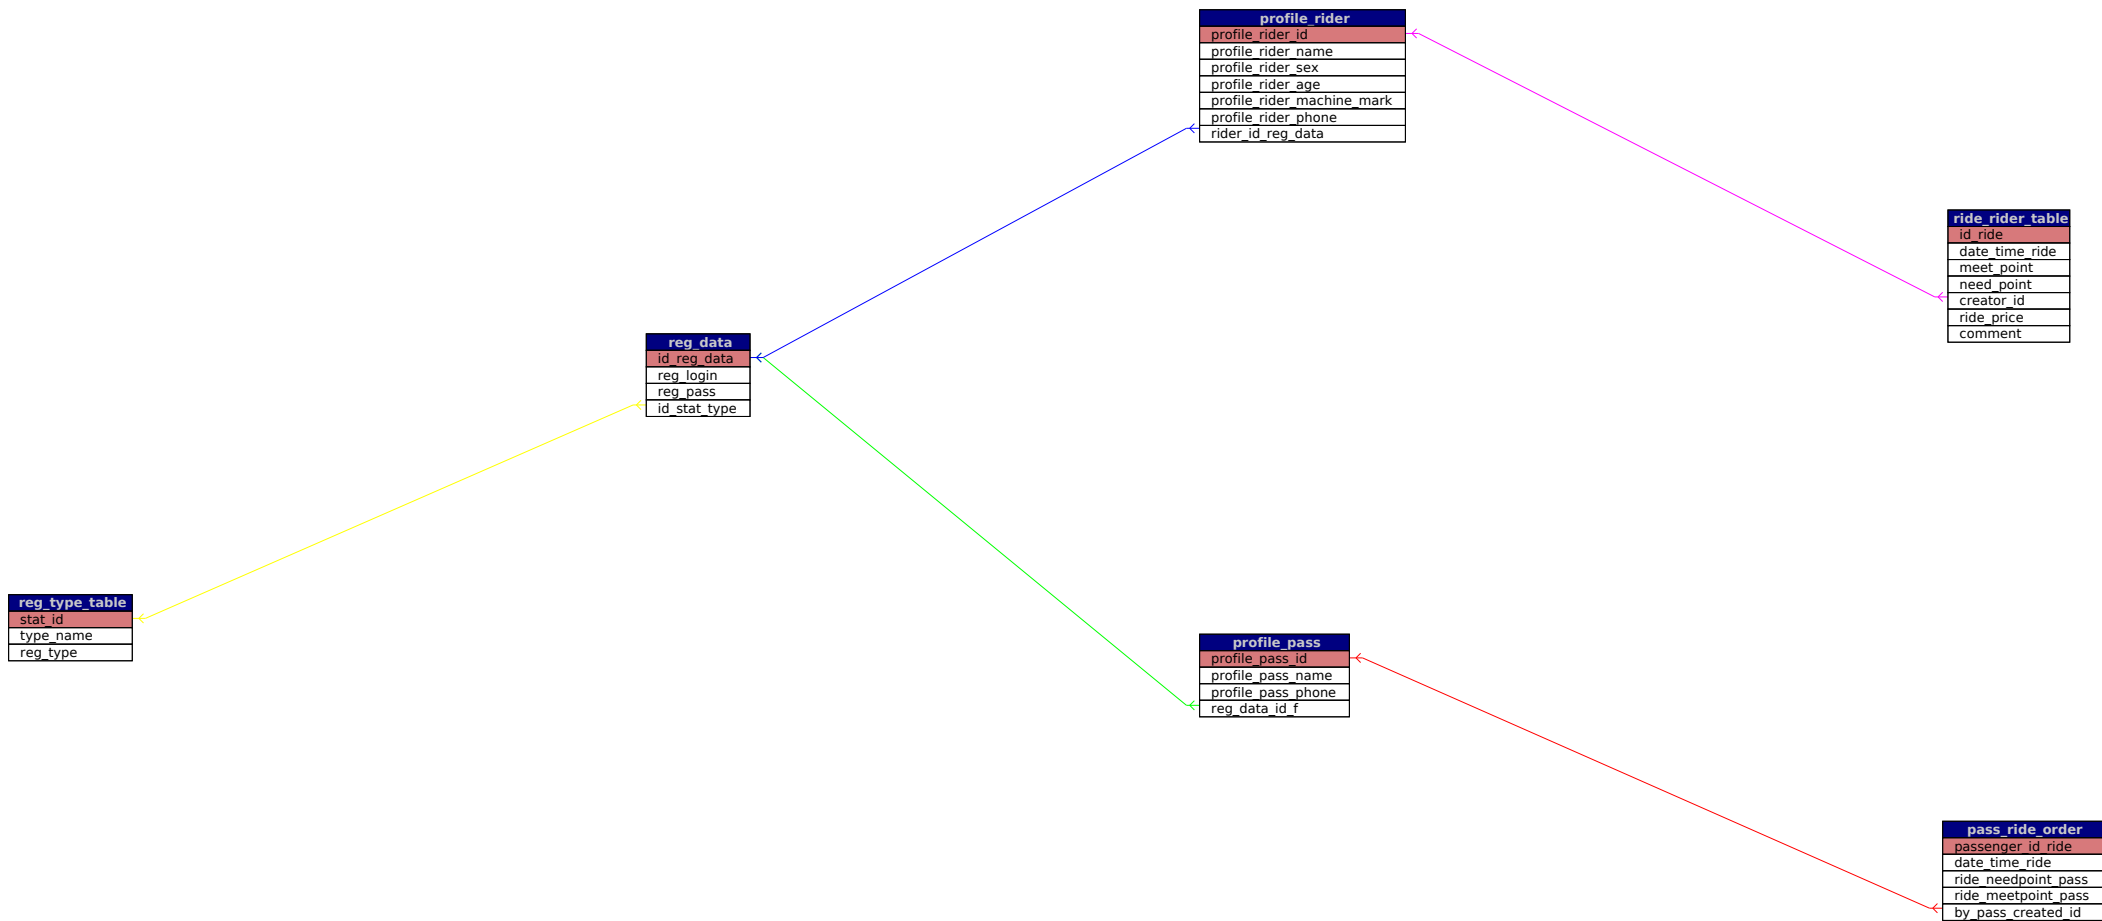 profile_rider
profile_rider_id
profile_rider_name
profile_rider_sex
profile_rider_age
profile_rider_machine_mark
profile_rider_phone
rider_id_reg_data
ride_rider_table
id_ride
date_time_ride
meet_point
need_point
creator_id
ride_price
comment
reg_data
id_reg_data
reg_login
reg_pass
id_stat_type
reg_type_table
stat_id
type_name
reg_type
profile_pass
profile_pass_id
profile_pass_name
profile_pass_phone
reg_data_id_f
pass_ride_order
passenger_id_ride
date_time_ride
ride_needpoint_pass
ride_meetpoint_pass
by_pass_created_id